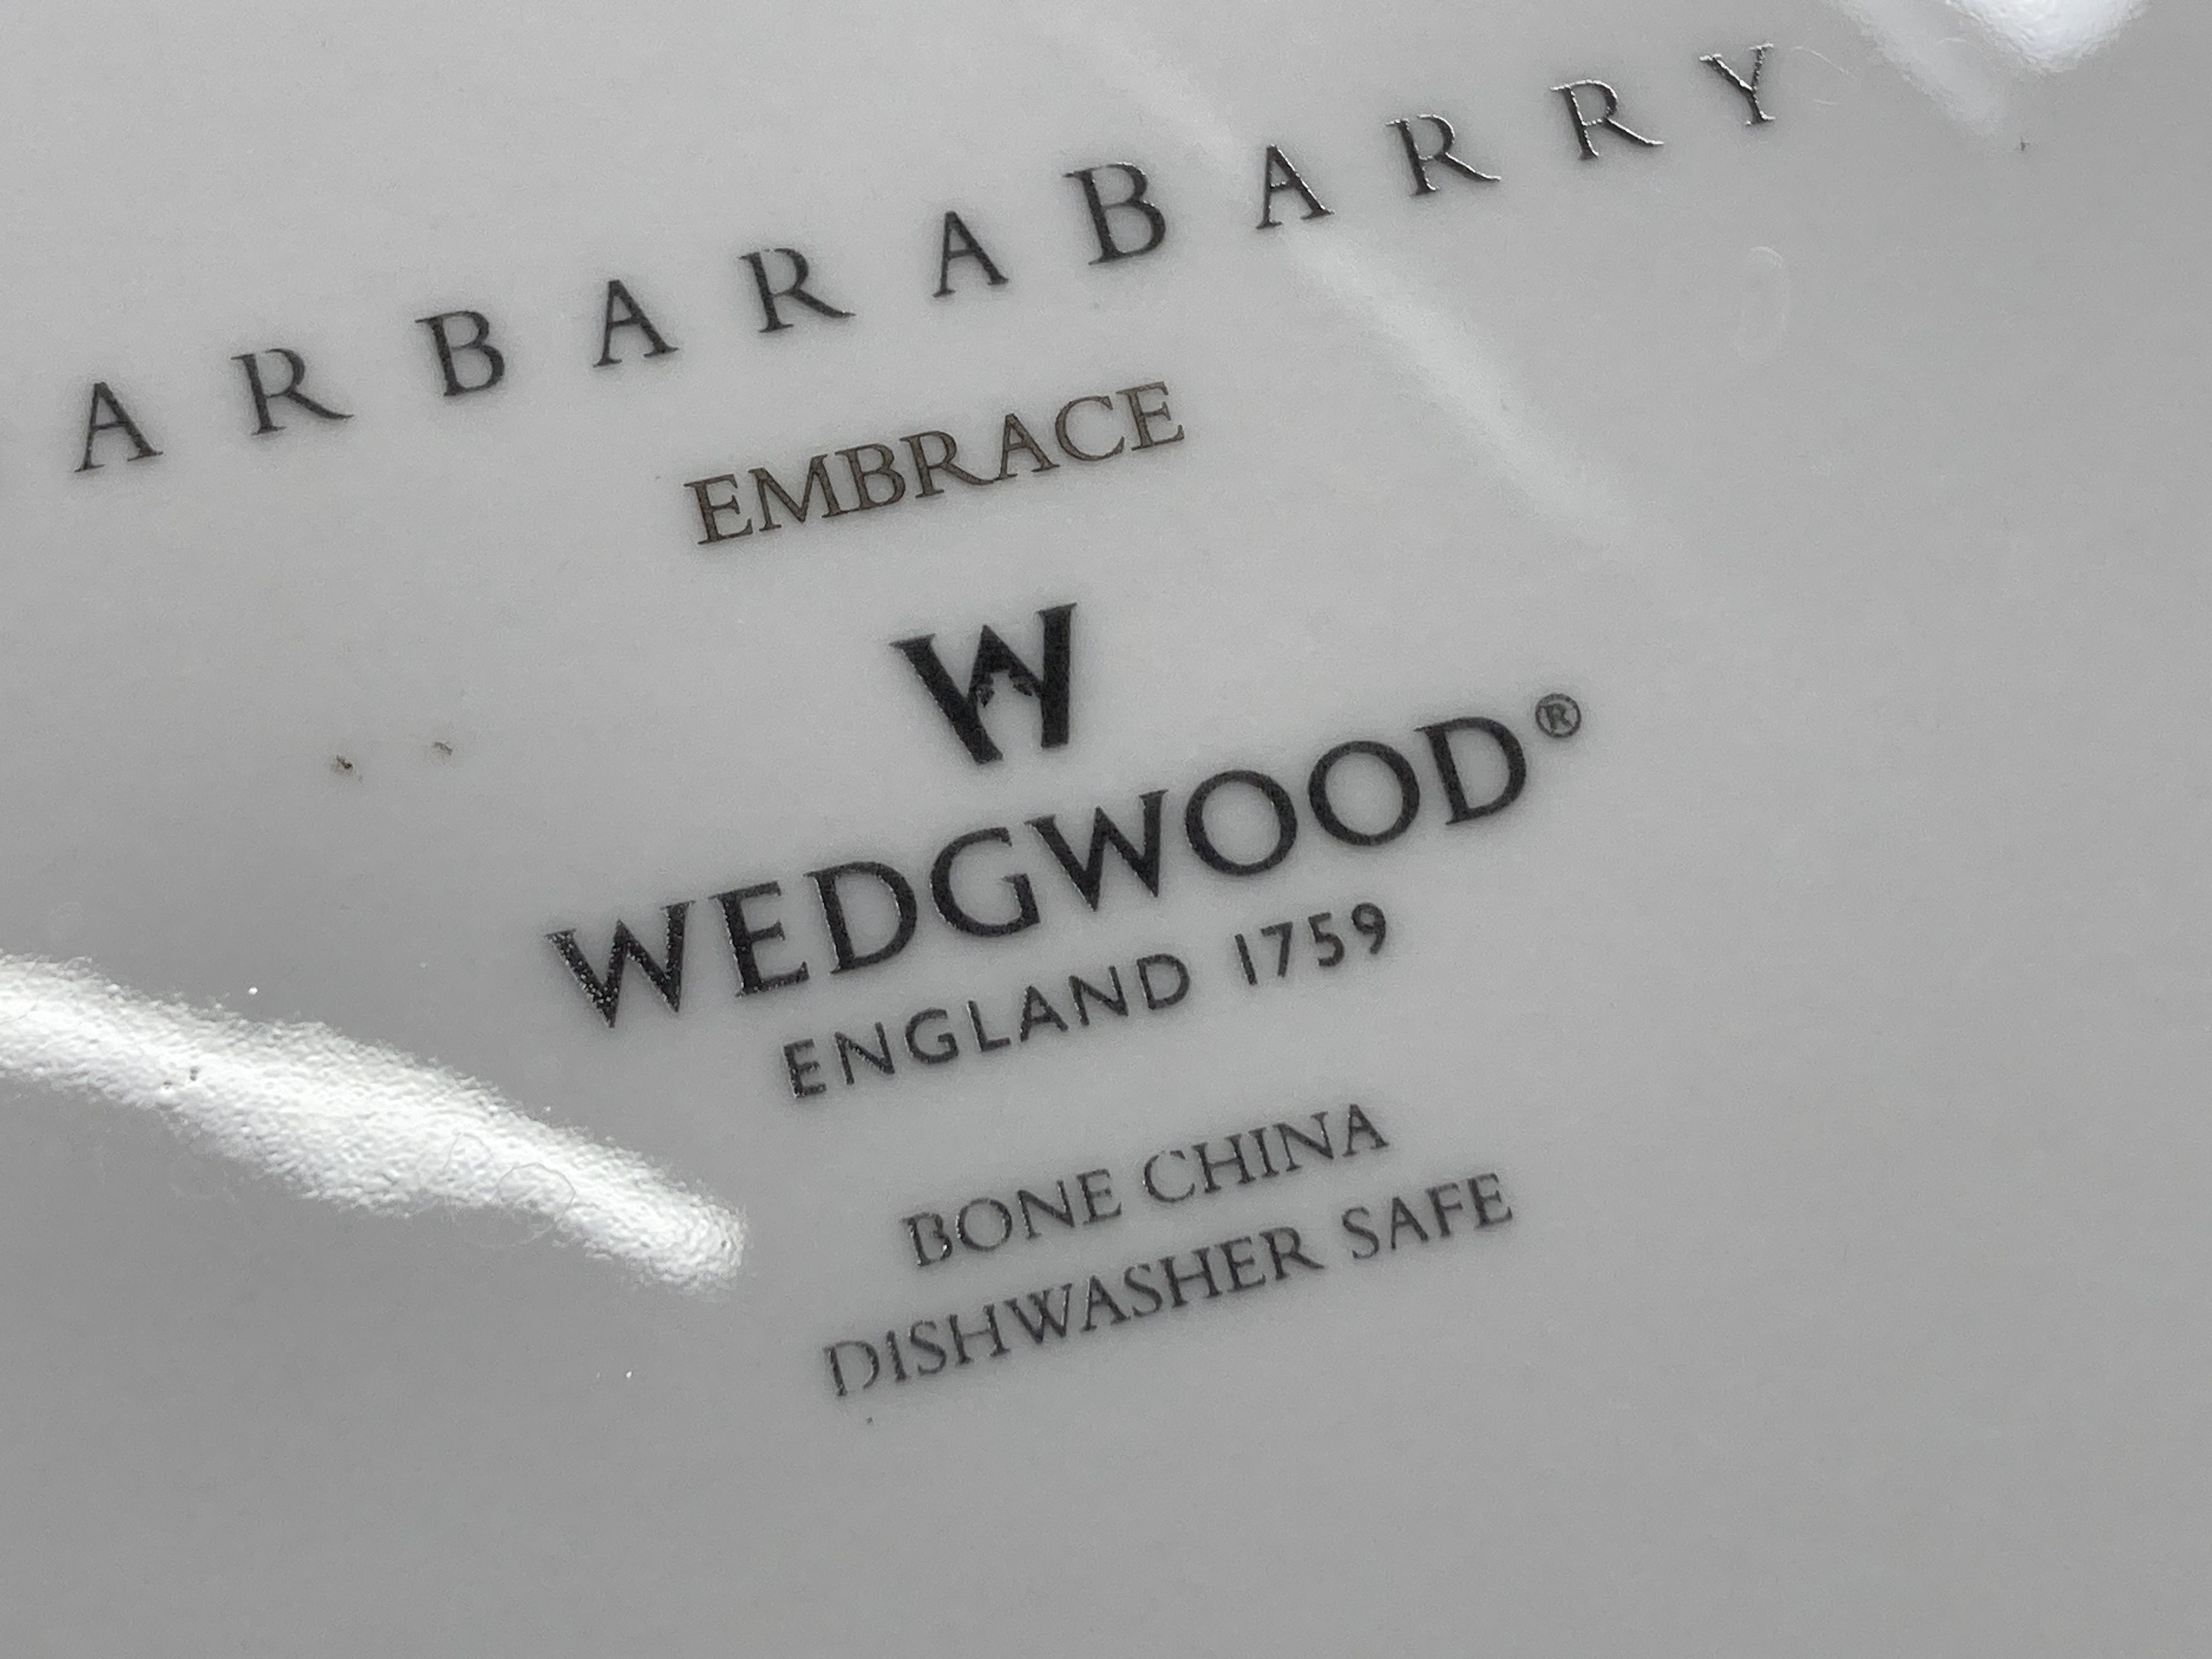 ARBARABARRY
EMBRACE
W
WEDGWOOD®
ENGLAND 1759
BONE CHINA
DISHWASHER SAFE